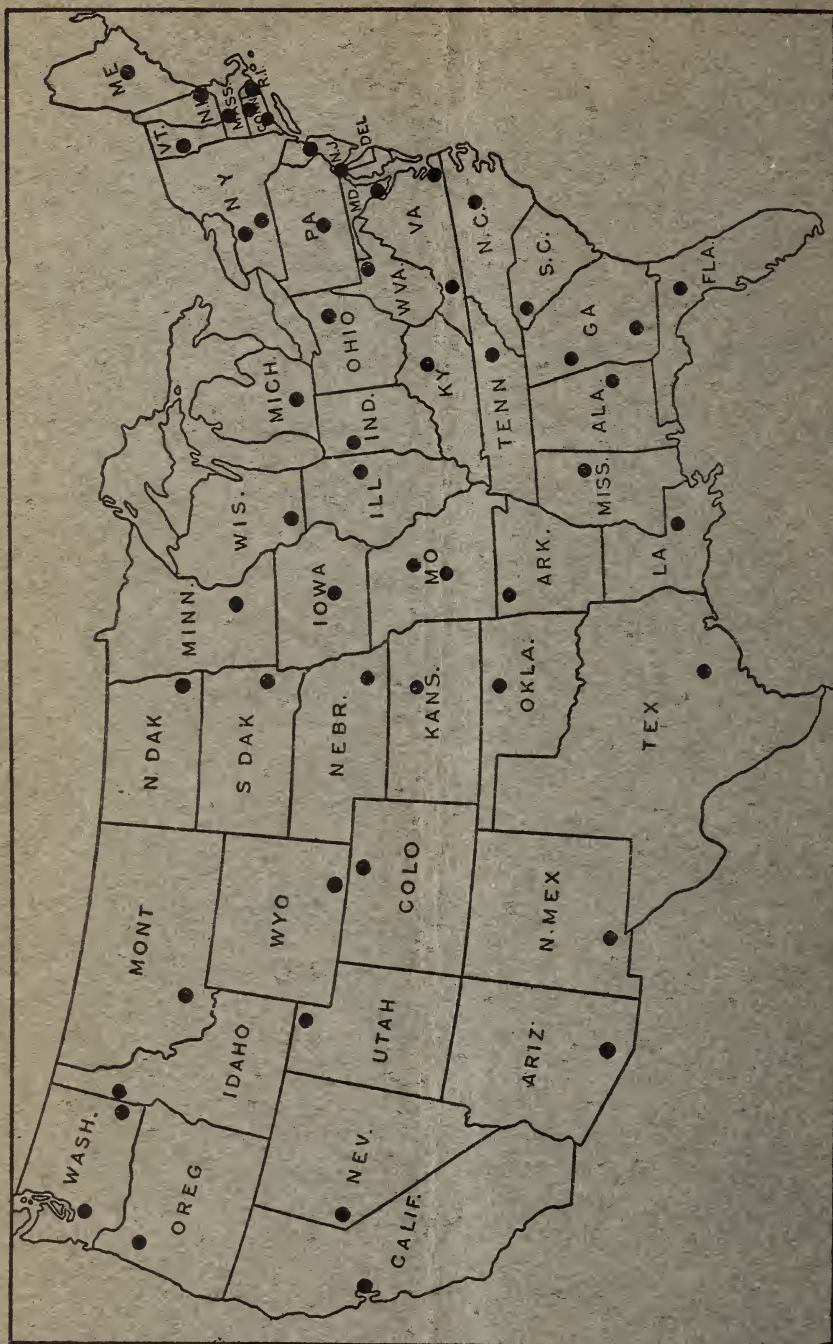 WASH.
OREG
CALIF.
NEV.
IDAHO
MONT
WYO
UTAH
ARIZ
COLO
N.MEX
N. DAK
S DAK
NEBR.
KANS.
OKLA.
TEX
MINN.
IOWA
MO
ARK.
LA
WIS.
ILL
MICH.
IND.
OHIO
KY.
TENN
MISS.
ALA.
GA
FLA.
S.C.
N.C.
VA
W VA.
MD.
DEL
N.J.
PA
N Y
VT.
N.H.
ME
MASS.
CONN
R.I.